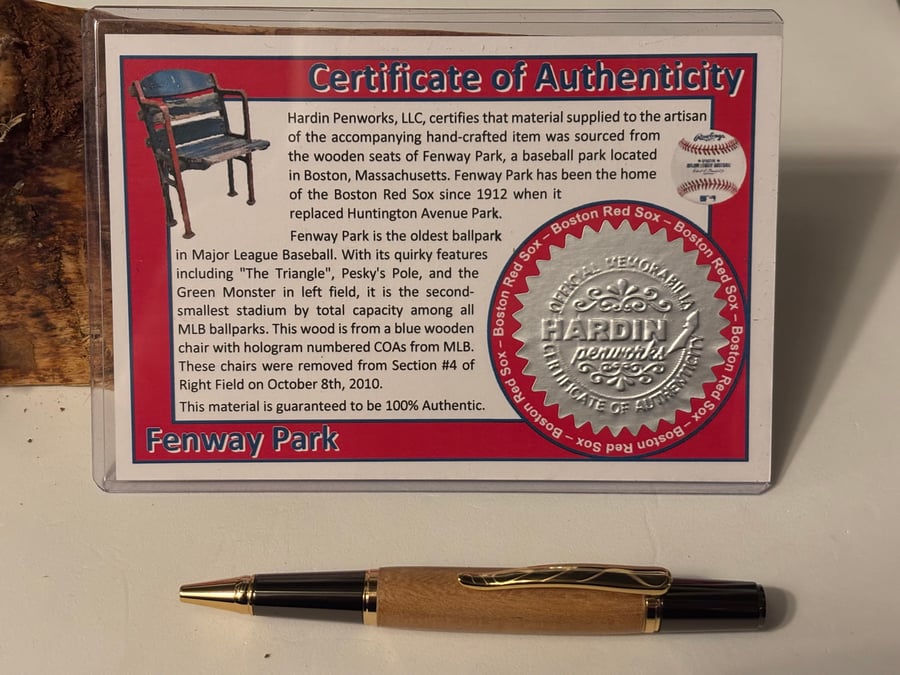 Certificate of Authenticity
Hardin Penworks, LLC, certifies that material supplied to the artisan
of the accompanying hand-crafted item was sourced from
the wooden seats of Fenway Park, a baseball park located
in Boston, Massachusetts. Fenway Park has been the home
of the Boston Red Sox since 1912 when it
replaced Huntington Avenue Park.
Fenway Park is the oldest ballpark
in Major League Baseball. With its quirky features
including "The Triangle", Pesky's Pole, and the
Green Monster in left field, it is the second-
smallest stadium by total capacity among all
MLB ballparks. This wood is from a blue wooden
chair with hologram numbered COAs from MLB.
These chairs were removed from Section #4 of
Right Field on October 8th, 2010.
This material is guaranteed to be 100% Authentic.
Fenway Park
Rawlings
Boston Red Sox – Boston Red Sox – Boston Red Sox – Boston Red Sox – Boston Red Sox – Boston Red Sox –
OFFICIAL MEMORABILIA
HARDIN
penworks
CERTIFICATE OF AUTHENTICITY